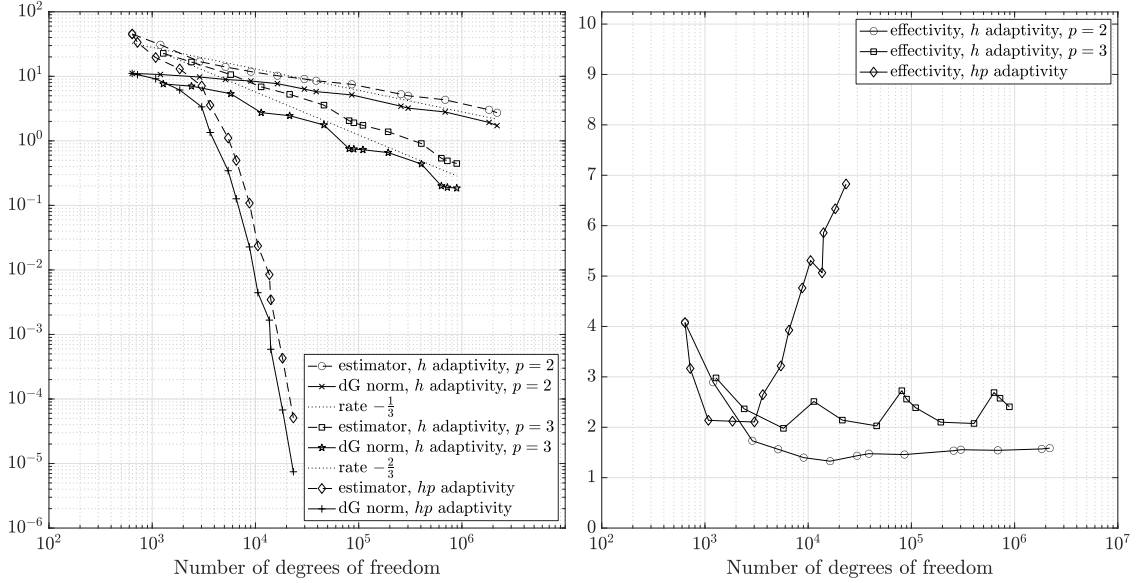 10^2
10^1
10^0
10^{-1}
10^{-2}
10^{-3}
10^{-4}
10^{-5}
10^{-6}
estimator, h adaptivity, p = 2
dG norm, h adaptivity, p = 2
rate −1/3
estimator, h adaptivity, p = 3
dG norm, h adaptivity, p = 3
rate −2/3
estimator, hp adaptivity
dG norm, hp adaptivity
10^2 10^3 10^4 10^5 10^6
Number of degrees of freedom
10
9
8
7
6
5
4
3
2
1
0
effectivity, h adaptivity, p = 2
effectivity, h adaptivity, p = 3
effectivity, hp adaptivity
10^2 10^3 10^4 10^5 10^6 10^7
Number of degrees of freedom